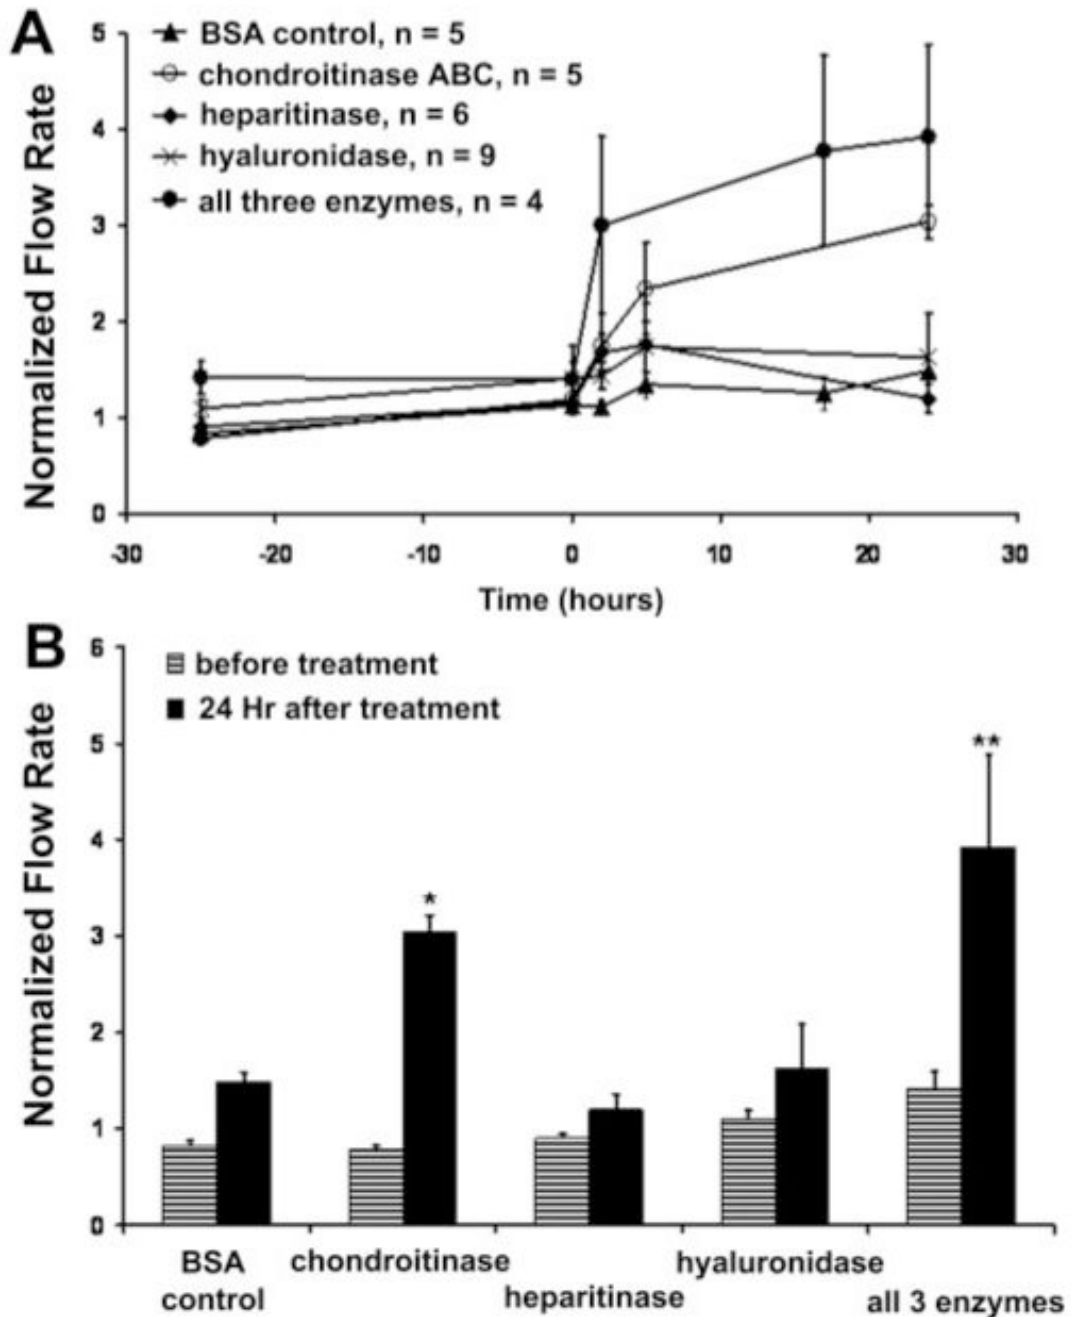 A
5
BSA control, n = 5
chondroitinase ABC, n = 5
heparitinase, n = 6
hyaluronidase, n = 9
all three enzymes, n = 4
4
3
2
1
0
Normalized Flow Rate
-30 -20 -10 0 10 20 30
Time (hours)
B
6
before treatment
24 Hr after treatment
5
4
3
2
1
0
Normalized Flow Rate
*
**
BSA control
chondroitinase
heparitinase
hyaluronidase
all 3 enzymes